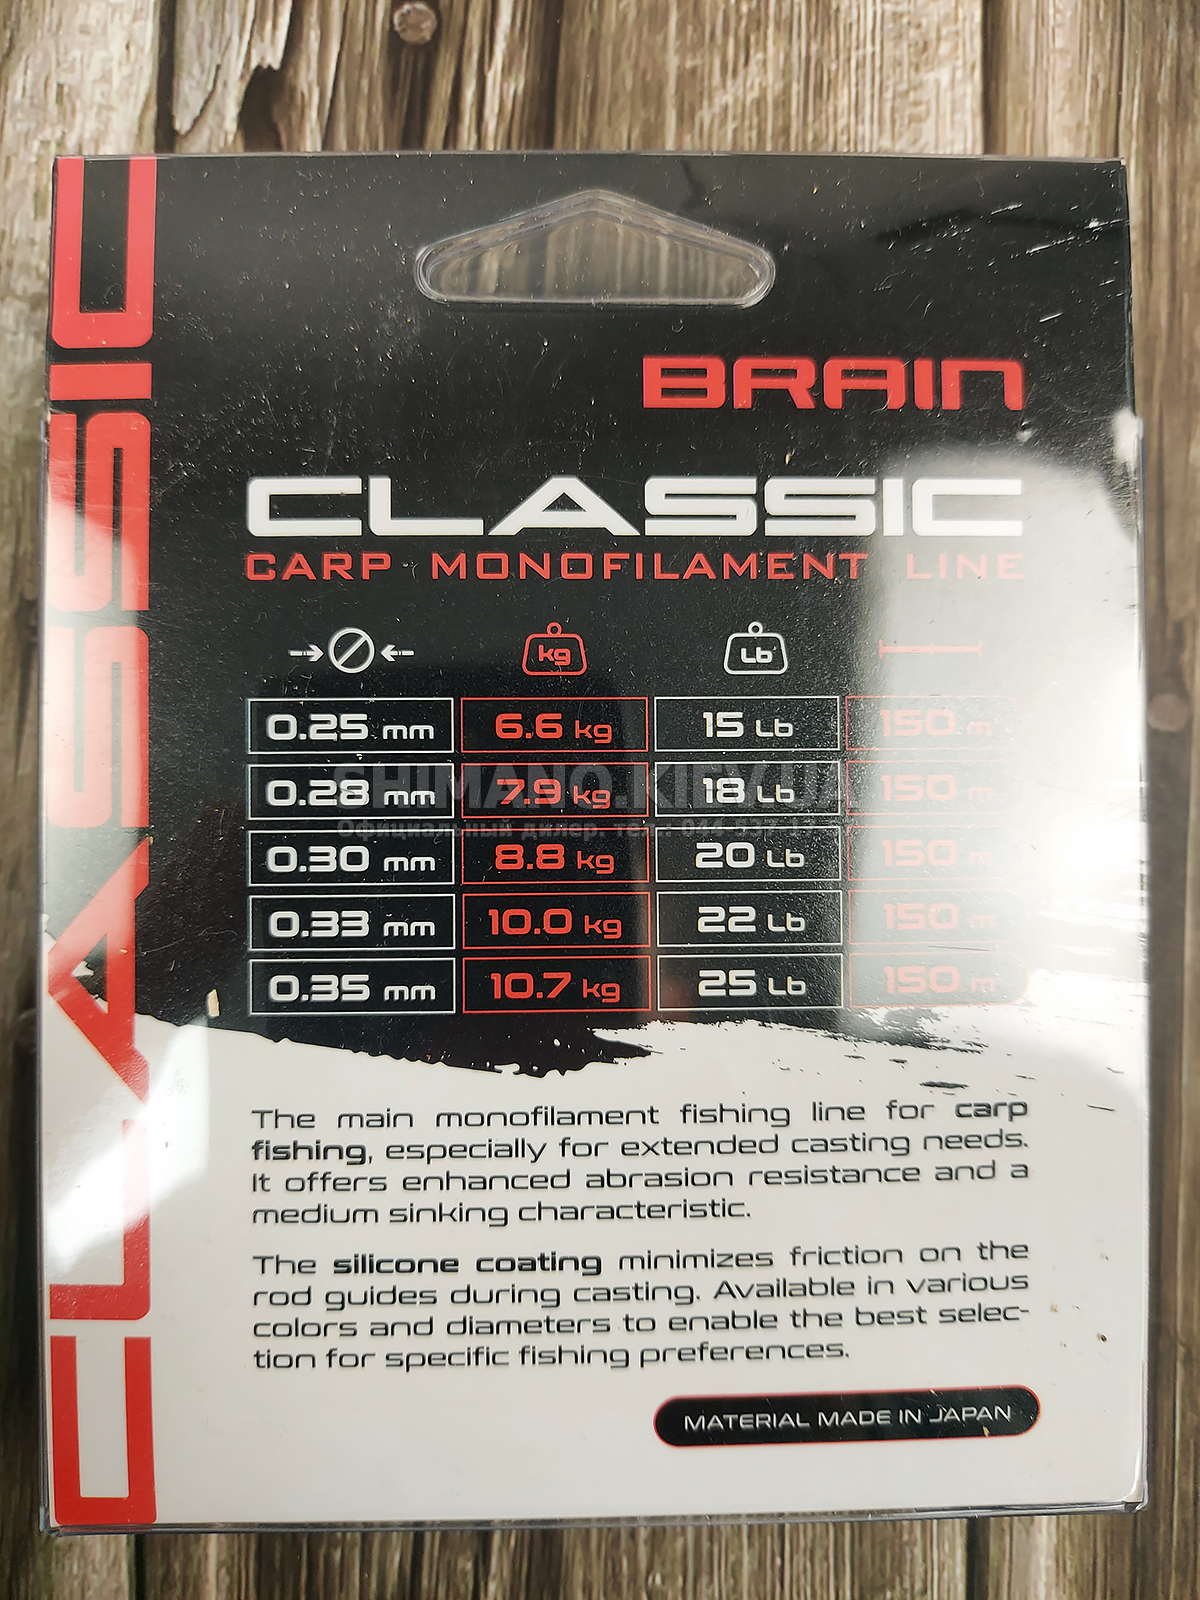 CLASSIC
BRAIN
CLASSIC
CARP MONOFILAMENT LINE
kg Lb
0.25 mm 6.6 kg 15 Lb 150 m
0.28 mm 7.9 kg 18 Lb 150 m
SHIMANO.KIEV.UA
Официальный дилер, тел.: 044
0.30 mm 8.8 kg 20 Lb 150 m
0.33 mm 10.0 kg 22 Lb 150 m
0.35 mm 10.7 kg 25 Lb 150 m
The main monofilament fishing line for carp
fishing, especially for extended casting needs.
It offers enhanced abrasion resistance and a
medium sinking characteristic.
The silicone coating minimizes friction on the
rod guides during casting. Available in various
colors and diameters to enable the best selec-
tion for specific fishing preferences.
MATERIAL MADE IN JAPAN